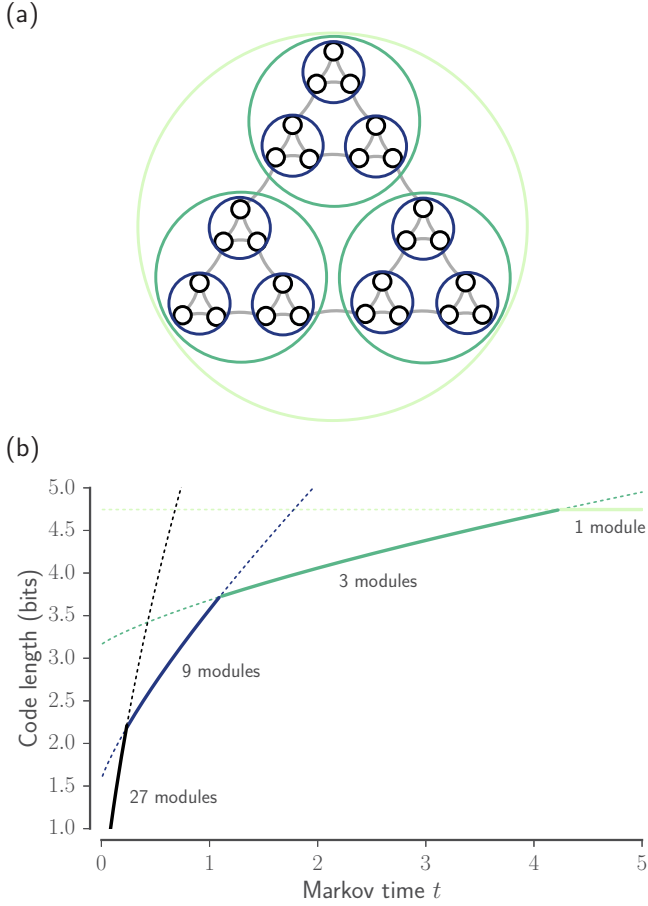 (a)
(b)
5.0
4.5
4.0
3.5
3.0
2.5
2.0
1.5
1.0
Code length (bits)
1 module
3 modules
9 modules
27 modules
0 1 2 3 4 5
Markov time t